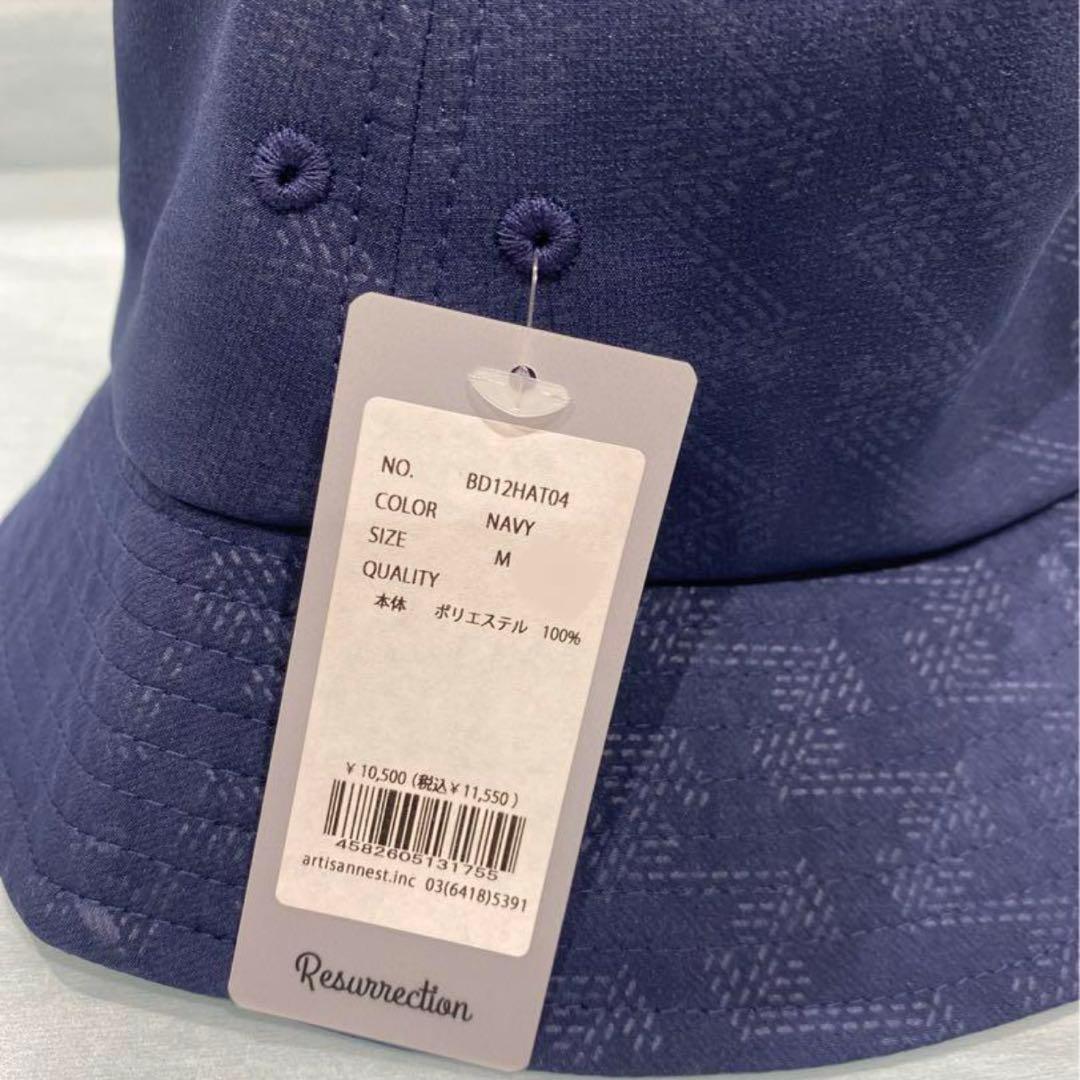 NO. BD12HAT04
COLOR NAVY
SIZE M
QUALITY
本体 ポリエステル 100%
¥ 10,500 (税込¥ 11,550 )
4582605131755
artisannest.inc 03(6418)5391
Resurrection